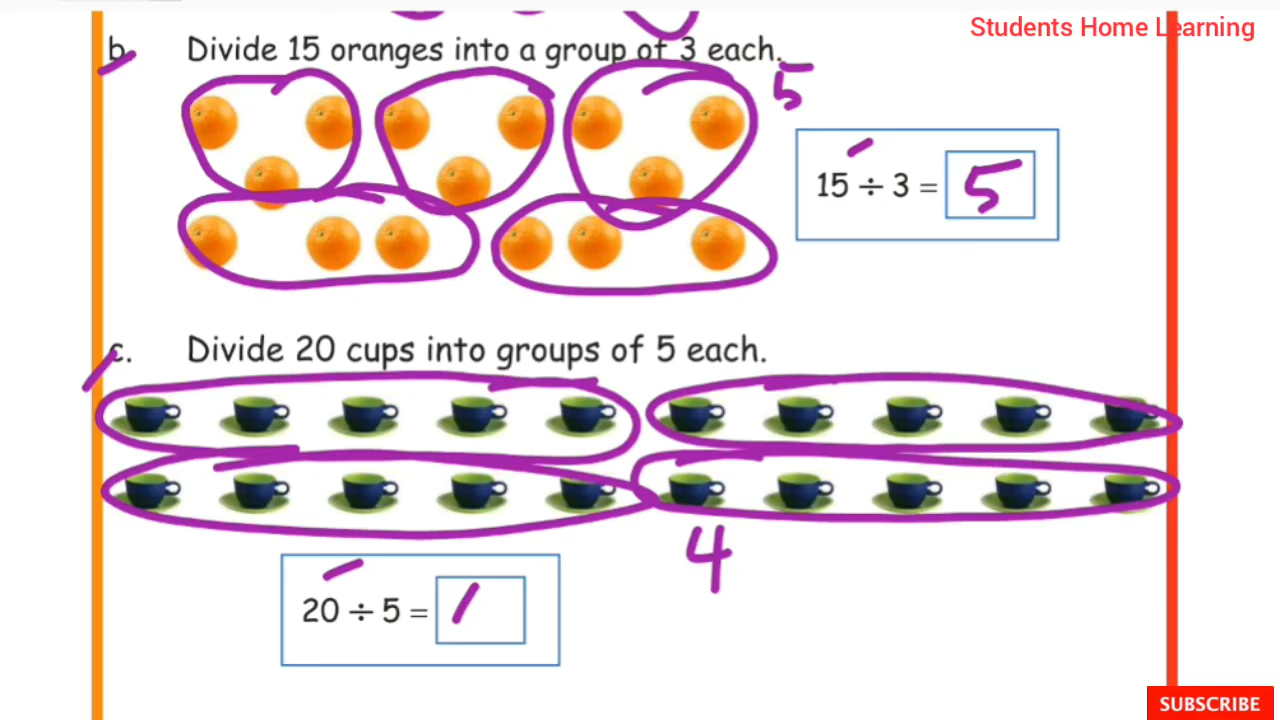 Students Home Learning
b. Divide 15 oranges into a group of 3 each.
5
15 ÷ 3 = 5
c. Divide 20 cups into groups of 5 each.
4
20 ÷ 5 =
SUBSCRIBE